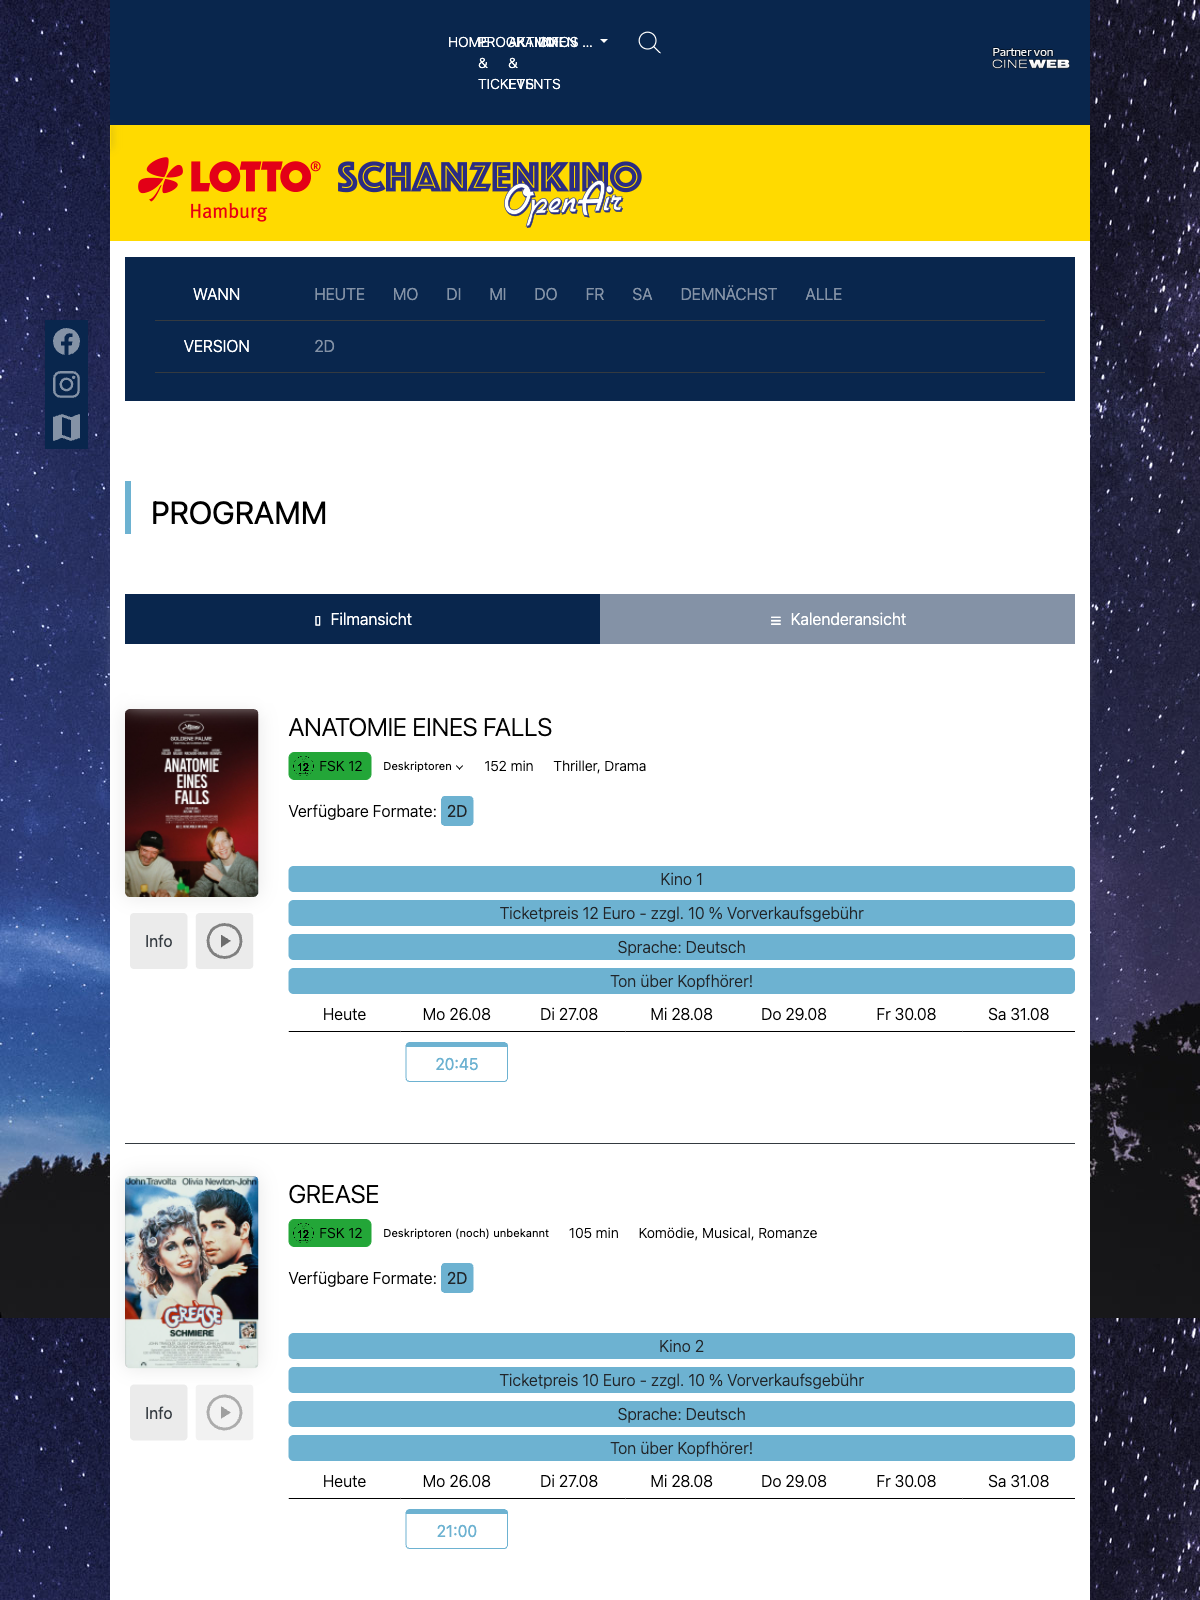 HOME
PROGRAMM
&
TICKETS
AKTIONEN
&
EVENTS
...
Partner von
CINEWEB
LOTTO®
Hamburg
SCHANZENKINO
OpenAir
WANN HEUTE MO DI MI DO FR SA DEMNÄCHST ALLE
VERSION 2D
PROGRAMM
Filmansicht
Kalenderansicht
GOLDENE PALME
ANATOMIE
EINES
FALLS
ANATOMIE EINES FALLS
12 FSK 12 Deskriptoren 152 min Thriller, Drama
Verfügbare Formate: 2D
Info
Kino 1
Ticketpreis 12 Euro - zzgl. 10 % Vorverkaufsgebühr
Sprache: Deutsch
Ton über Kopfhörer!
Heute Mo 26.08 Di 27.08 Mi 28.08 Do 29.08 Fr 30.08 Sa 31.08
20:45
John Travolta Olivia Newton-John
GREASE
SCHMIERE
GREASE
12 FSK 12 Deskriptoren (noch) unbekannt 105 min Komödie, Musical, Romanze
Verfügbare Formate: 2D
Info
Kino 2
Ticketpreis 10 Euro - zzgl. 10 % Vorverkaufsgebühr
Sprache: Deutsch
Ton über Kopfhörer!
Heute Mo 26.08 Di 27.08 Mi 28.08 Do 29.08 Fr 30.08 Sa 31.08
21:00